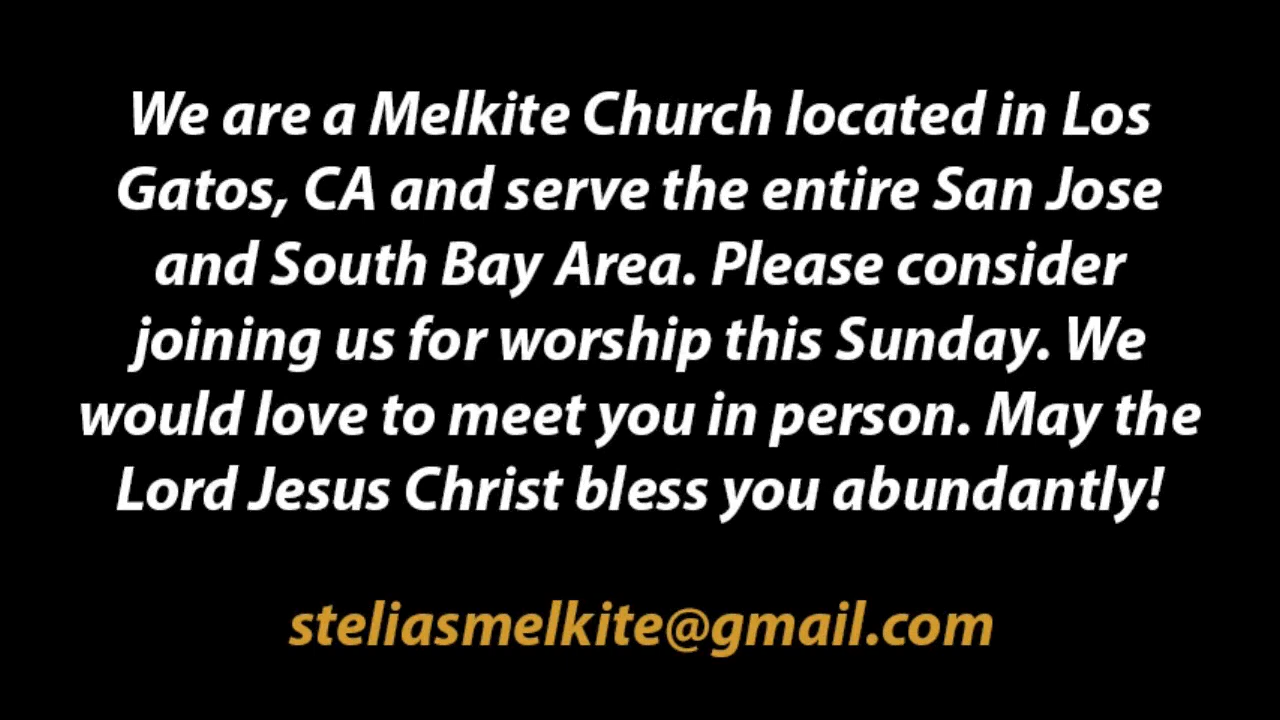 We are a Melkite Church located in Los
Gatos, CA and serve the entire San Jose
and South Bay Area. Please consider
joining us for worship this Sunday. We
would love to meet you in person. May the
Lord Jesus Christ bless you abundantly!
steliasmelkite@gmail.com